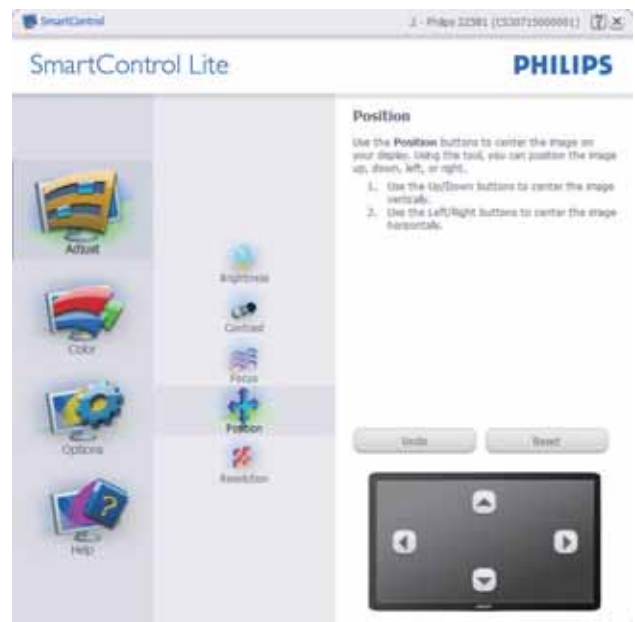 SmartControl
SmartControl Lite
PHILIPS
Adjust
Color
Options
Help
Brightness
Contrast
Focus
Position
Resolution
Position
Use the Position buttons to center the image on
your display. Using the tool, you can position the image
up, down, left, or right.
1. Use the Up/Down buttons to center the image
vertically.
2. Use the Left/Right buttons to center the image
horizontally.
Undo
Reset